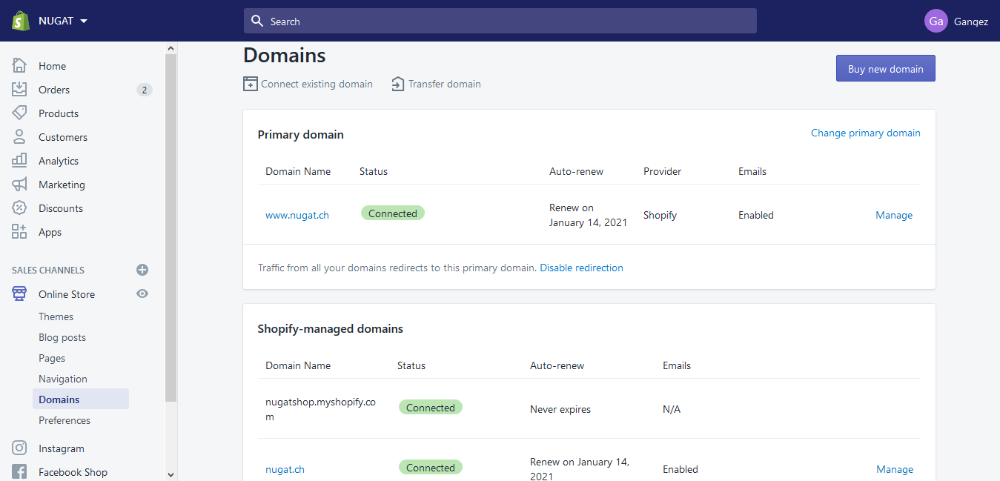 NUGAT
Search
Ga
Gangez
Home
Orders
2
Products
Customers
Analytics
Marketing
Discounts
Apps
SALES CHANNELS
Online Store
Themes
Blog posts
Pages
Navigation
Domains
Preferences
Instagram
Facebook Shop
Domains
Connect existing domain
Transfer domain
Buy new domain
Primary domain
Change primary domain
Domain Name Status Auto-renew Provider Emails
www.nugat.ch Connected Renew on
January 14, 2021 Shopify Enabled Manage
Traffic from all your domains redirects to this primary domain. Disable redirection
Shopify-managed domains
Domain Name Status Auto-renew Emails
nugatshop.myshopify.co
m Connected Never expires N/A
nugat.ch Connected Renew on January 14,
2021 Enabled Manage